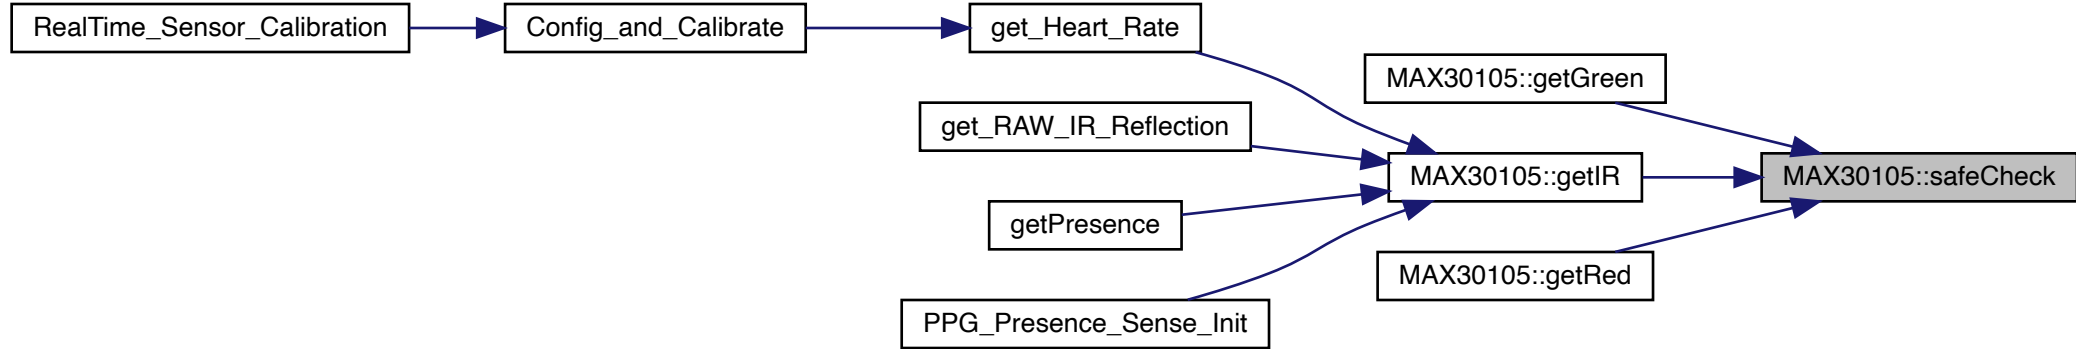 RealTime_Sensor_Calibration
Config_and_Calibrate
get_Heart_Rate
MAX30105::getGreen
get_RAW_IR_Reflection
MAX30105::getIR
MAX30105::safeCheck
getPresence
MAX30105::getRed
PPG_Presence_Sense_Init